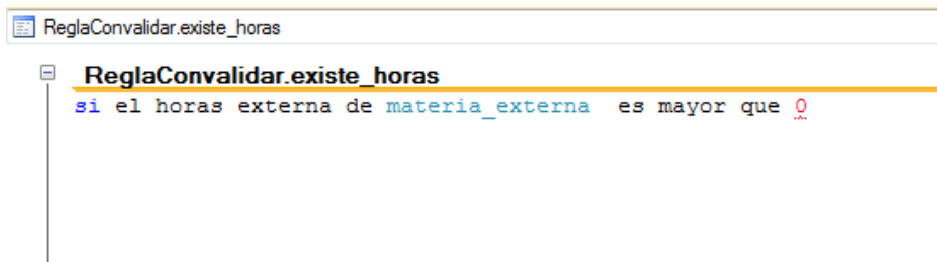 ReglaConvalidar.existe_horas
ReglaConvalidar.existe_horas
si el horas externa de materia_externa es mayor que 0